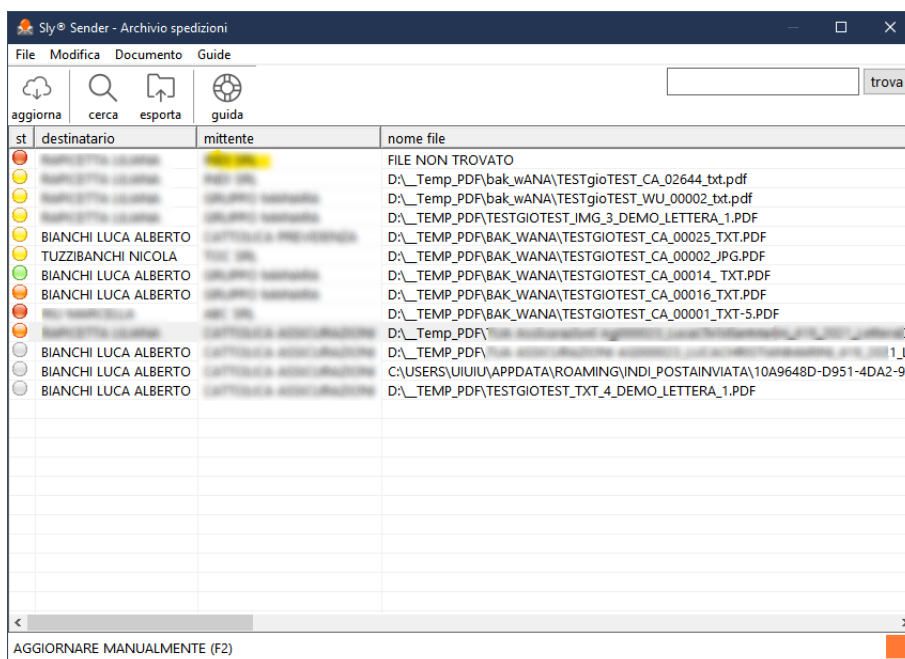 Sly® Sender - Archivio spedizioni
File Modifica Documento Guide
trova
aggiorna cerca esporta guida
st destinatario mittente nome file
FILE NON TROVATO
D:\__Temp_PDF\bak_wANA\TESTgioTEST_CA_02644_txt.pdf
D:\__Temp_PDF\bak_wANA\TESTgioTEST_WU_00002_txt.pdf
D:\__TEMP_PDF\TESTGIOTEST_IMG_3_DEMO_LETTERA_1.PDF
BIANCHI LUCA ALBERTO D:\__TEMP_PDF\BAK_WANA\TESTGIOTEST_CA_00025_TXT.PDF
TUZZIBANCHI NICOLA D:\__TEMP_PDF\BAK_WANA\TESTGIOTEST_CA_00002_JPG.PDF
BIANCHI LUCA ALBERTO D:\__TEMP_PDF\BAK_WANA\TESTGIOTEST_CA_00014_ TXT.PDF
BIANCHI LUCA ALBERTO D:\__TEMP_PDF\BAK_WANA\TESTGIOTEST_CA_00016_TXT.PDF
D:\__TEMP_PDF\BAK_WANA\TESTGIOTEST_CA_00001_TXT-5.PDF
D:\__Temp_PDF\
BIANCHI LUCA ALBERTO D:\__TEMP_PDF\
BIANCHI LUCA ALBERTO C:\USERS\UIUIU\APPDATA\ROAMING\INDI_POSTAINVIATA\10A9648D-D951-4DA2-9
BIANCHI LUCA ALBERTO D:\__TEMP_PDF\TESTGIOTEST_TXT_4_DEMO_LETTERA_1.PDF
AGGIORNARE MANUALMENTE (F2)